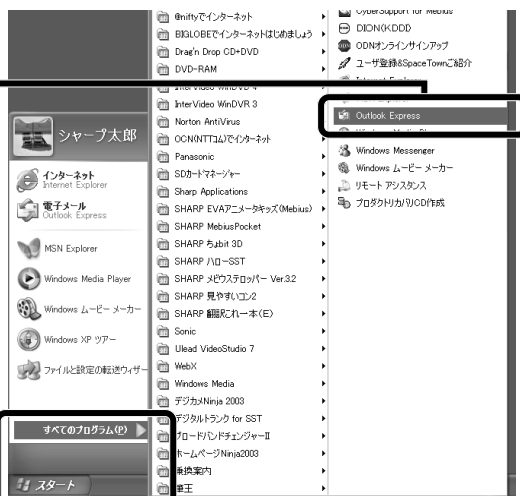 シャープ太郎
インターネット
Internet Explorer
電子メール
Outlook Express
MSN Explorer
Windows Media Player
Windows ムービー メーカー
Windows XP ツアー
ファイルと設定の転送ウィザー
すべてのプログラム(P)
スタート
@niftyでインターネット
BIGLOBEでインターネットはじめましょう
Drag'n Drop CD+DVD
DVD-RAM
InterVideo WinDVD 4
InterVideo WinDVR 3
Norton AntiVirus
OCN(NTTコム)でインターネット
Panasonic
SDカードマネージャー
Sharp Applications
SHARP EVAアニメータキッズ(Mebius)
SHARP MebiusPocket
SHARP ちょbit 3D
SHARP ハローSST
SHARP メビウステロッパー Ver.3.2
SHARP 見やすいコン2
SHARP 翻訳これ一本(E)
Sonic
Ulead VideoStudio 7
WebX
Windows Media
デジカメNinja 2003
デジタルトランク for SST
ブロードバンドチェンジャーII
ホームページNinja2003
乗換案内
筆王
CyberSupport for Mebius
DION(KDDD
ODNオンラインサインアップ
ユーザ登録&SpaceTownご紹介
Internet Explorer
Outlook Express
Windows Messenger
Windows ムービー メーカー
リモート アシスタンス
プロダクトリカバリCD作成